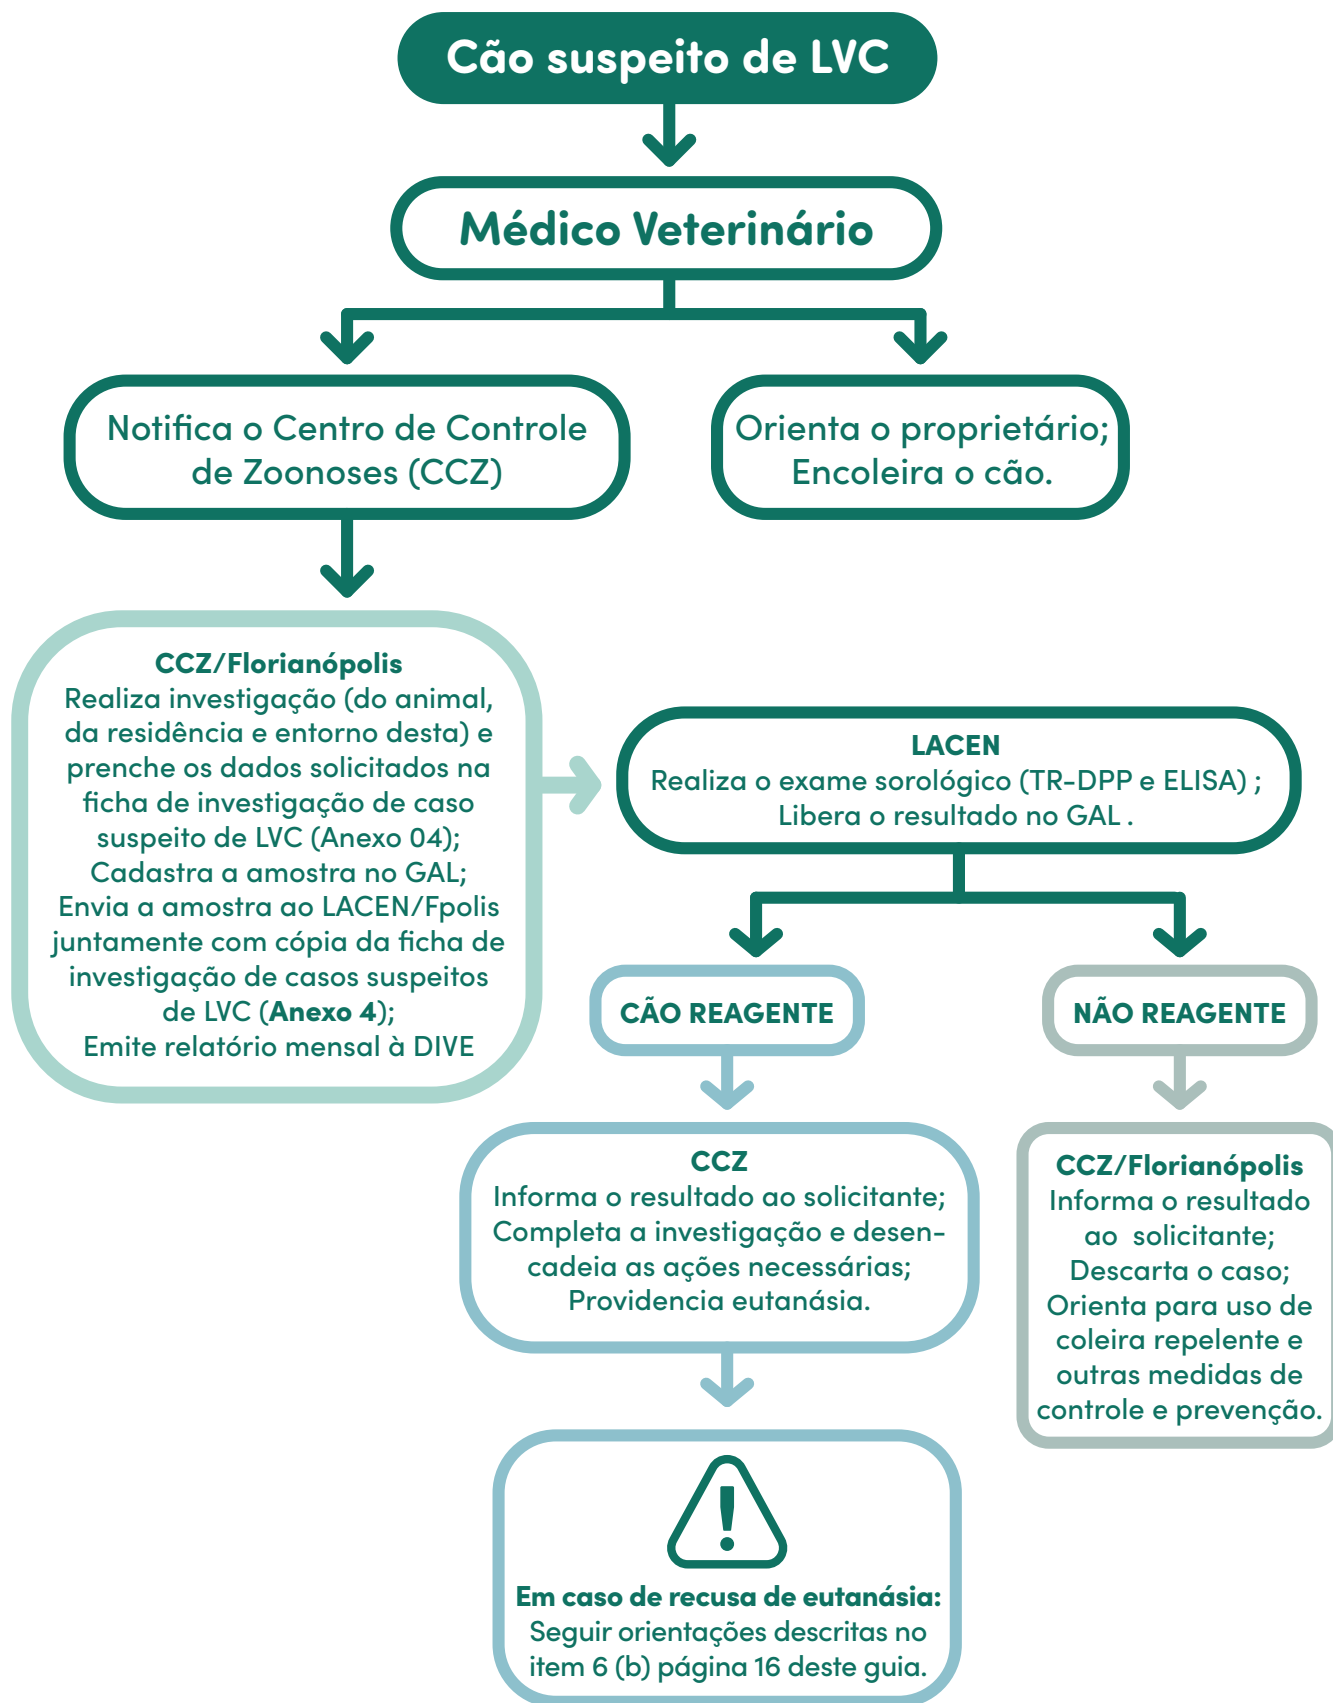 Cão suspeito de LVC
Médico Veterinário
Notifica o Centro de Controle
de Zoonoses (CCZ)
Orienta o proprietário;
Encoleira o cão.
CCZ/Florianópolis
Realiza investigação (do animal,
da residência e entorno desta) e
prenche os dados solicitados na
ficha de investigação de caso
suspeito de LVC (Anexo 04);
Cadastra a amostra no GAL;
Envia a amostra ao LACEN/Fpolis
juntamente com cópia da ficha de
investigação de casos suspeitos
de LVC (Anexo 4);
Emite relatório mensal à DIVE
LACEN
Realiza o exame sorológico (TR-DPP e ELISA) ;
Libera o resultado no GAL .
CÃO REAGENTE
NÃO REAGENTE
CCZ
Informa o resultado ao solicitante;
Completa a investigação e desen-
cadeia as ações necessárias;
Providencia eutanásia.
CCZ/Florianópolis
Informa o resultado
ao  solicitante;
Descarta o caso;
Orienta para uso de
coleira repelente e
outras medidas de
controle e prevenção.
!
Em caso de recusa de eutanásia:
Seguir orientações descritas no
item 6 (b) página 16 deste guia.